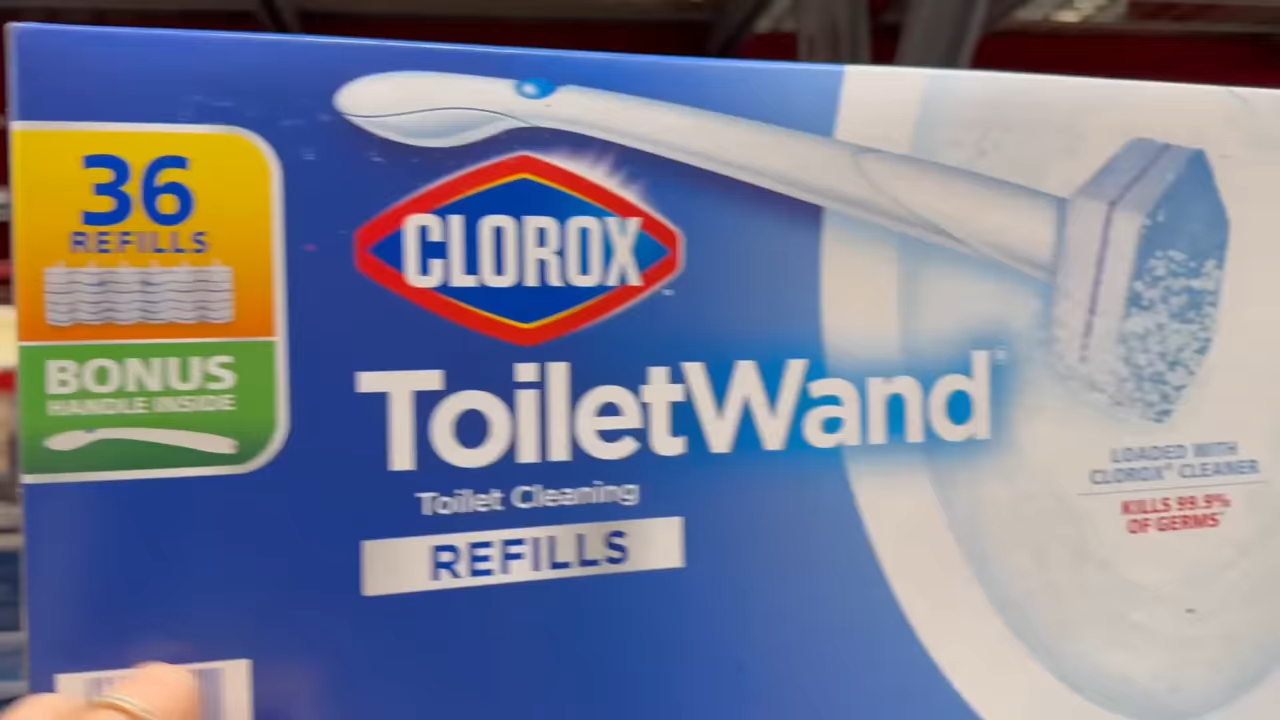 36
REFILLS
BONUS
HANDLE INSIDE
CLOROX
ToiletWand
Toilet Cleaning
REFILLS
LOADED WITH
CLOROX® CLEANER
KILLS 99.9%
OF GERMS*